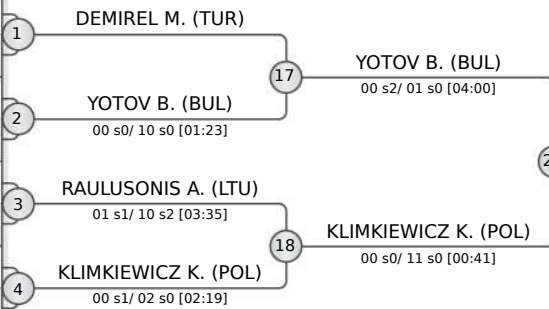 DEMIREL M. (TUR)
1
17
YOTOV B. (BUL)
00 s2/ 01 s0 [04:00]
YOTOV B. (BUL)
2
00 s0/ 10 s0 [01:23]
RAULUSONIS A. (LTU)
3
01 s1/ 10 s2 [03:35]
18
KLIMKIEWICZ K. (POL)
00 s0/ 11 s0 [00:41]
KLIMKIEWICZ K. (POL)
4
00 s1/ 02 s0 [02:19]